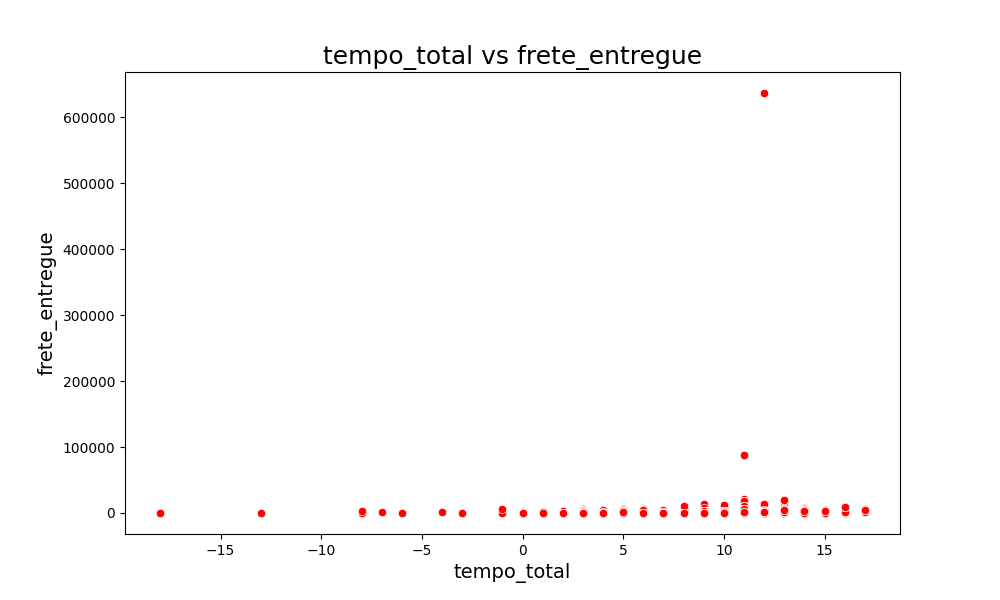 tempo_total vs frete_entregue
600000
500000
400000
300000
200000
100000
0
frete_entregue
−15 −10 −5 0 5 10 15
tempo_total